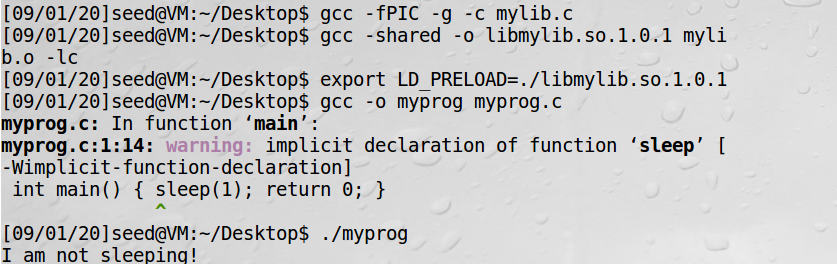 [09/01/20]seed@VM:~/Desktop$ gcc -fPIC -g -c mylib.c
[09/01/20]seed@VM:~/Desktop$ gcc -shared -o libmylib.so.1.0.1 myli
b.o -lc
[09/01/20]seed@VM:~/Desktop$ export LD_PRELOAD=./libmylib.so.1.0.1
[09/01/20]seed@VM:~/Desktop$ gcc -o myprog myprog.c
myprog.c: In function ‘main’:
myprog.c:1:14: warning: implicit declaration of function ‘sleep’ [
-Wimplicit-function-declaration]
 int main() { sleep(1); return 0; }
              ^
[09/01/20]seed@VM:~/Desktop$ ./myprog
I am not sleeping!